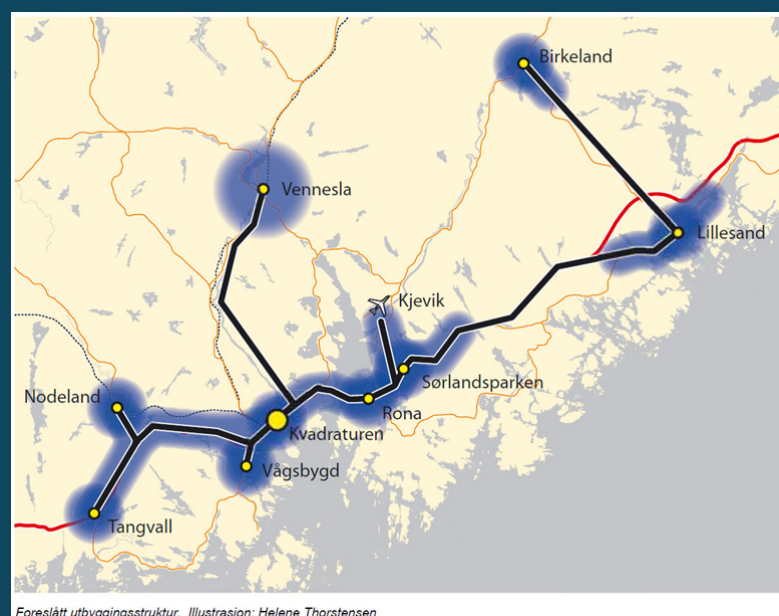 Birkeland
Vennesla
Lillesand
Kjevik
Sørlandsparken
Nodeland
Rona
Kvadraturen
Vågsbygd
Tangvall
Foreslått utbyggingsstruktur. Illustrasjon: Helene Thorstensen